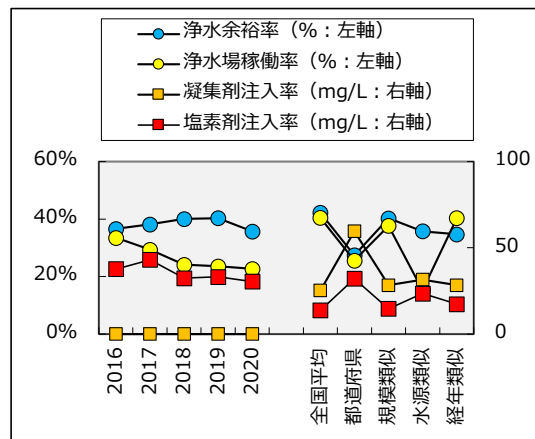 浄水余裕率（%：左軸）
浄水場稼働率（%：左軸）
凝集剤注入率（mg/L：右軸）
塩素剤注入率（mg/L：右軸）
60%
40%
20%
0%
100
50
0
2016
2017
2018
2019
2020
全国平均
都道府県
規模類似
水源類似
経年類似